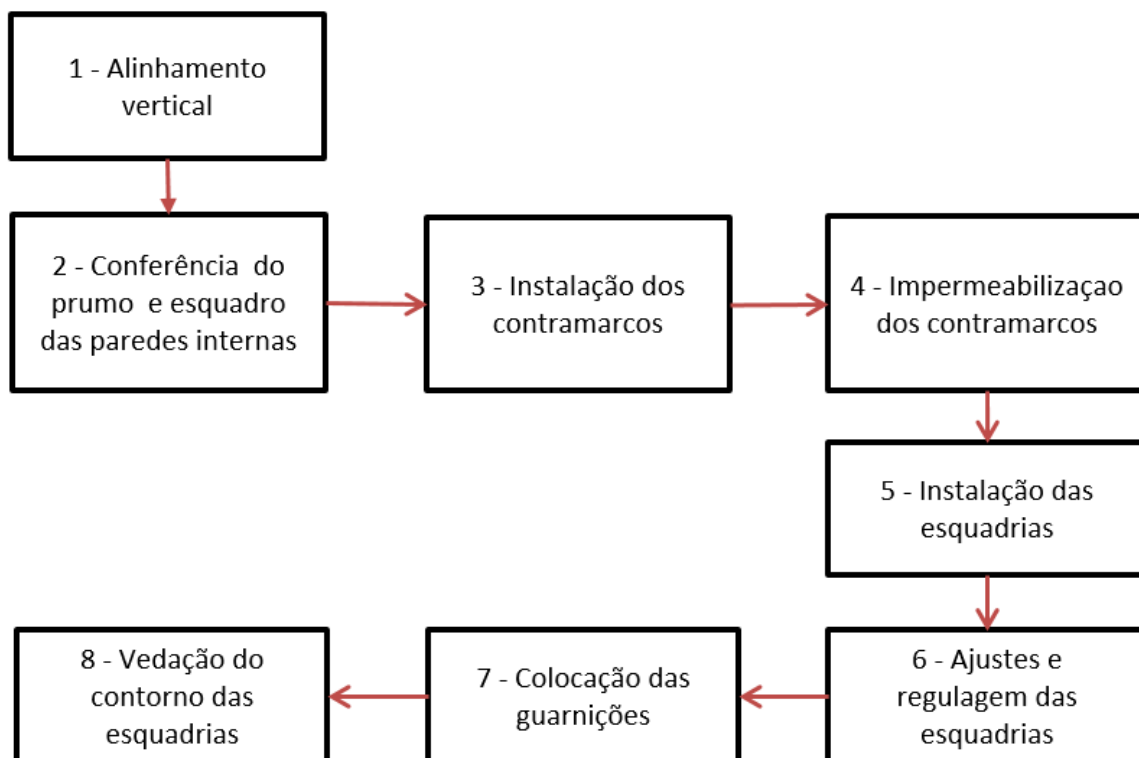 1 - Alinhamento
vertical
2 - Conferência do
prumo e esquadro
das paredes internas
3 - Instalação dos
contramarcos
4 - Impermeabilizaçao
dos contramarcos
5 - Instalação das
esquadrias
6 - Ajustes e
regulagem das
esquadrias
7 - Colocação das
guarnições
8 - Vedação do
contorno das
esquadrias